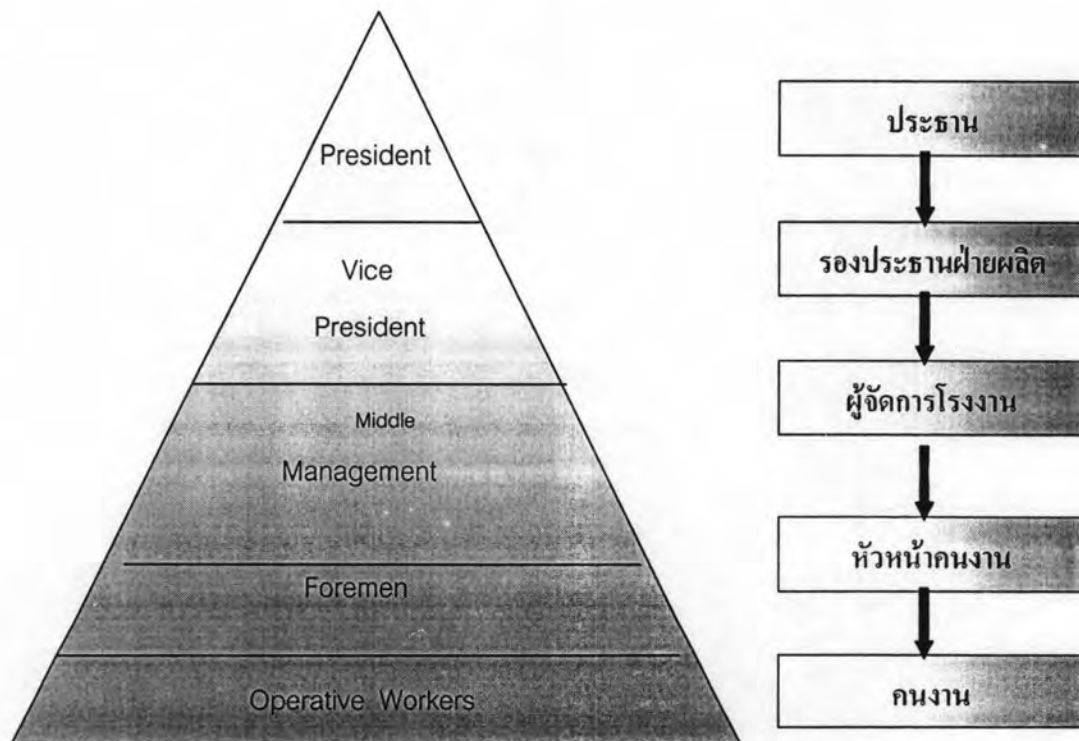 President
Vice
President
Middle
Management
Foremen
Operative Workers
ประธาน
รองประธานฝ่ายผลิต
ผู้จัดการโรงงาน
หัวหน้าคนงาน
คนงาน